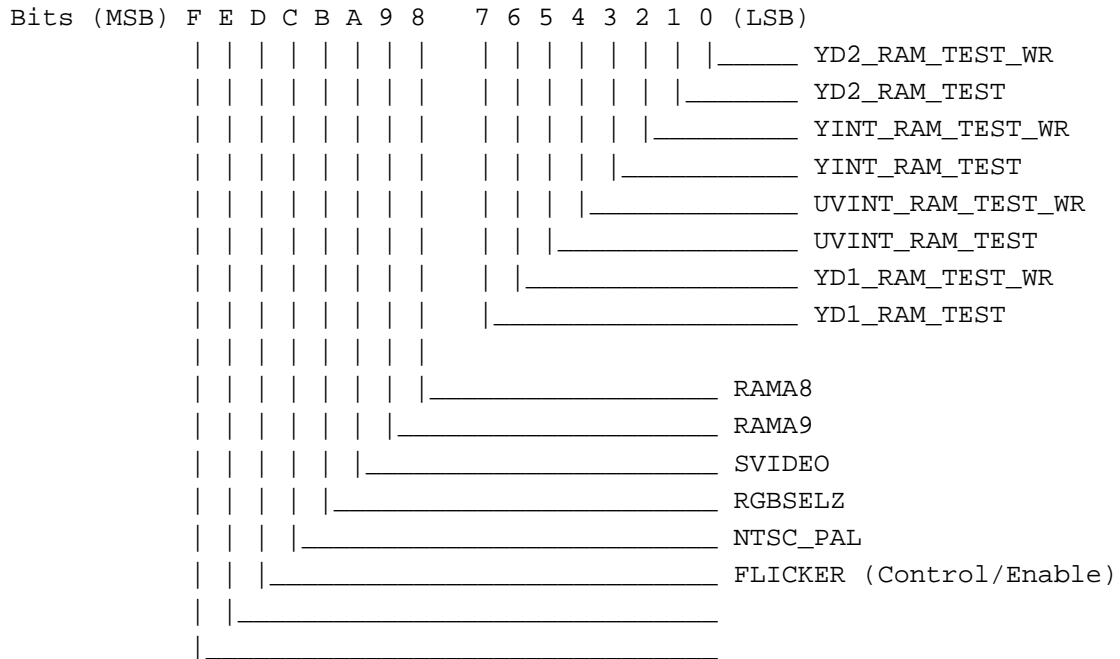 Bits (MSB) F E D C B A 9 8 7 6 5 4 3 2 1 0 (LSB)
YD2_RAM_TEST_WR
YD2_RAM_TEST
YINT_RAM_TEST_WR
YINT_RAM_TEST
UVINT_RAM_TEST_WR
UVINT_RAM_TEST
YD1_RAM_TEST_WR
YD1_RAM_TEST
RAMA8
RAMA9
SVIDEO
RGBSELZ
NTSC_PAL
FLICKER (Control/Enable)